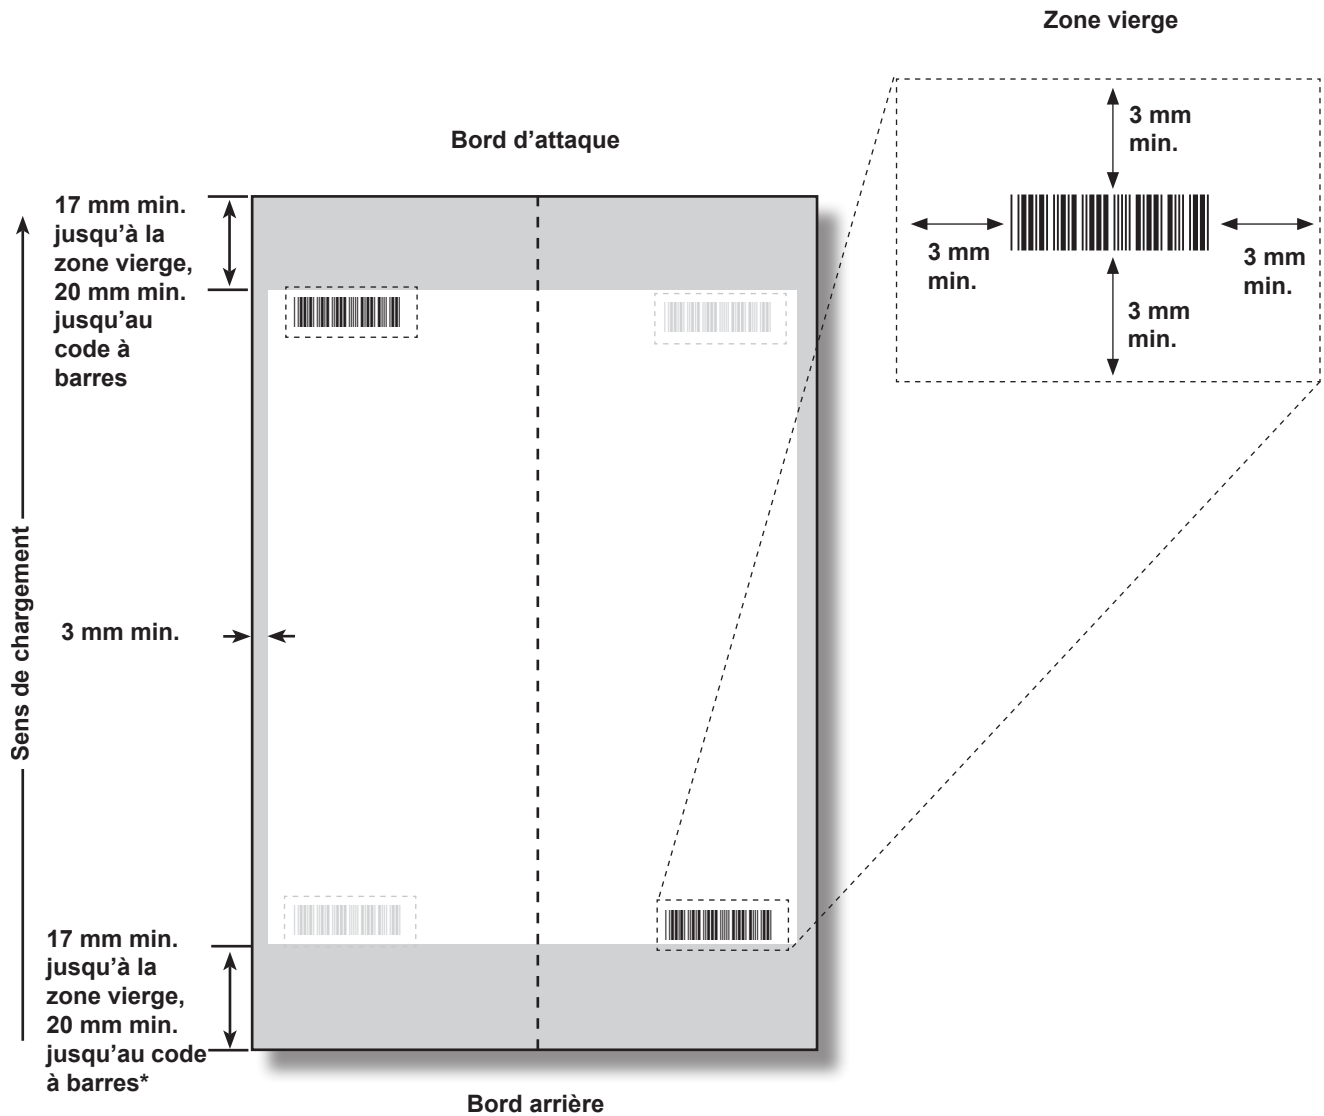 Zone vierge
3 mm
min.
3 mm
min.
3 mm
min.
3 mm
min.
Bord d’attaque
17 mm min.
jusqu’à la
zone vierge,
20 mm min.
jusqu’au
code à
barres
Sens de chargement
3 mm min.
17 mm min.
jusqu’à la
zone vierge,
20 mm min.
jusqu’au code
à barres*
Bord arrière